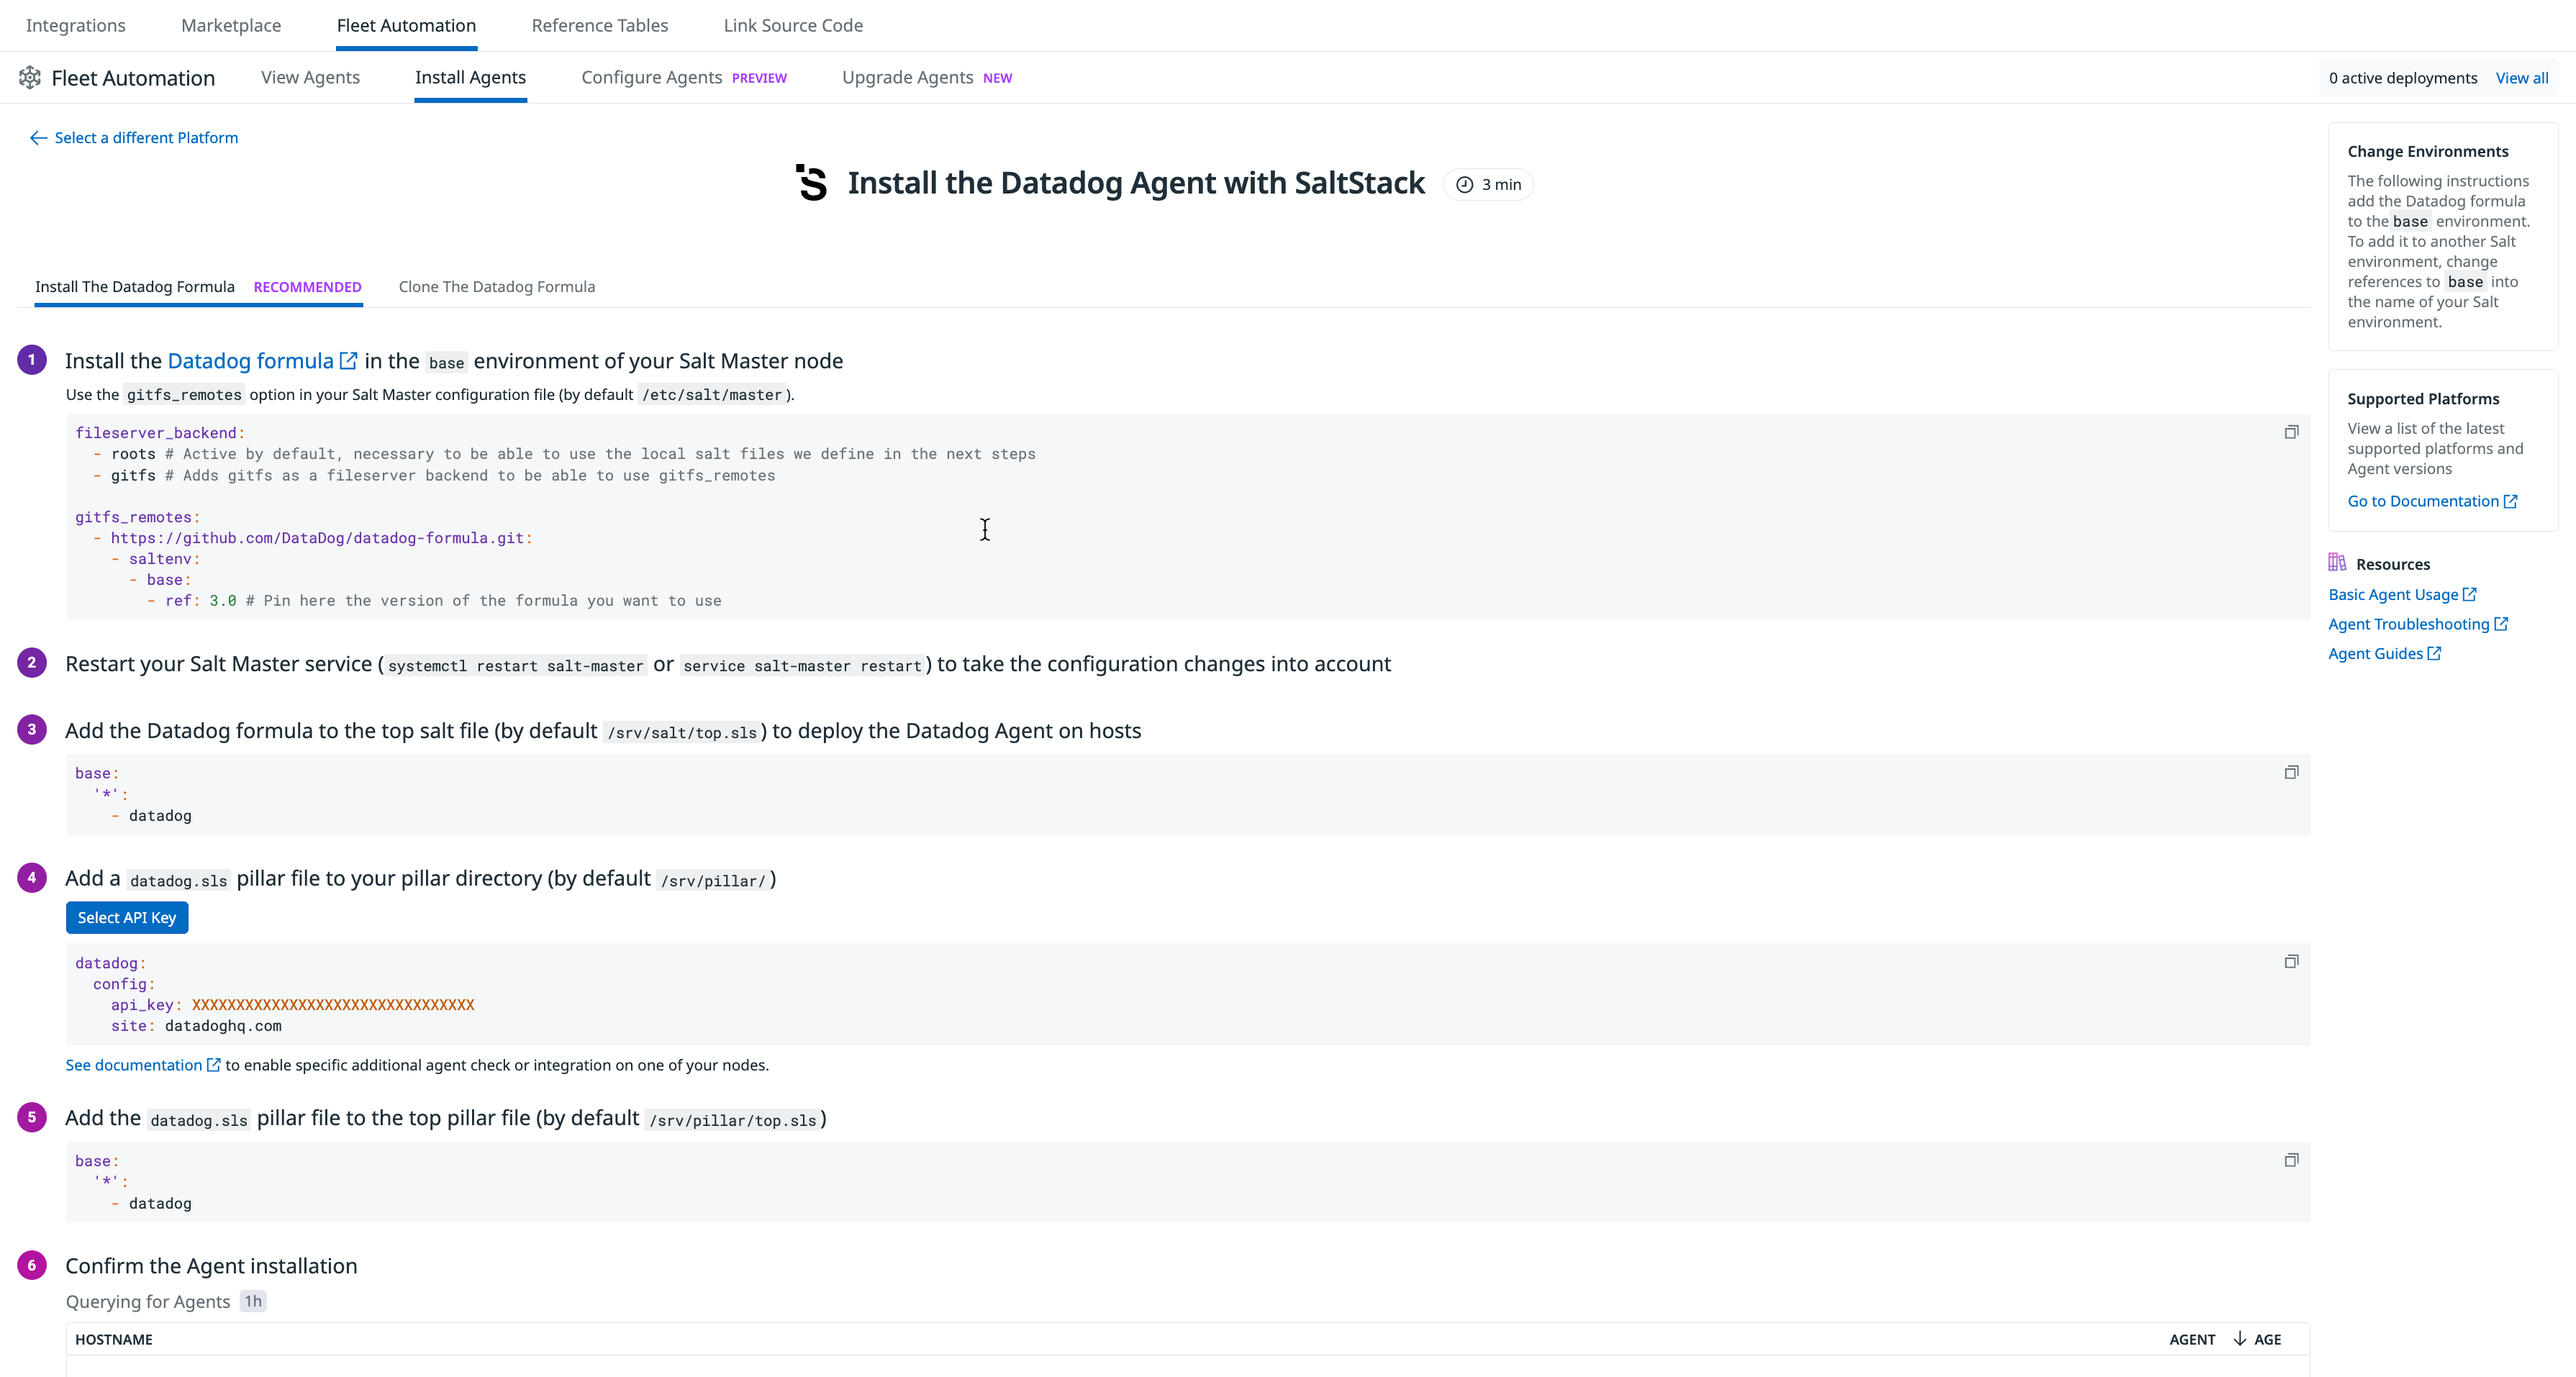 Integrations Marketplace Fleet Automation Reference Tables Link Source Code
Fleet Automation View Agents Install Agents Configure Agents PREVIEW Upgrade Agents NEW 0 active deployments View all
Select a different Platform
Install the Datadog Agent with SaltStack 3 min
Install The Datadog Formula RECOMMENDED Clone The Datadog Formula
1 Install the Datadog formula in the base environment of your Salt Master node
Use the gitfs_remotes option in your Salt Master configuration file (by default /etc/salt/master).
fileserver_backend:
  - roots # Active by default, necessary to be able to use the local salt files we define in the next steps
  - gitfs # Adds gitfs as a fileserver backend to be able to use gitfs_remotes
gitfs_remotes:
  - https://github.com/DataDog/datadog-formula.git:
    - saltenv:
      - base:
        - ref: 3.0 # Pin here the version of the formula you want to use
2 Restart your Salt Master service (systemctl restart salt-master or service salt-master restart) to take the configuration changes into account
3 Add the Datadog formula to the top salt file (by default /srv/salt/top.sls) to deploy the Datadog Agent on hosts
base:
  '*':
    - datadog
4 Add a datadog.sls pillar file to your pillar directory (by default /srv/pillar/)
Select API Key
datadog:
  config:
    api_key: XXXXXXXXXXXXXXXXXXXXXXXXXXXXXXXX
    site: datadoghq.com
See documentation to enable specific additional agent check or integration on one of your nodes.
5 Add the datadog.sls pillar file to the top pillar file (by default /srv/pillar/top.sls)
base:
  '*':
    - datadog
6 Confirm the Agent installation
Querying for Agents 1h
HOSTNAME AGENT AGE
Change Environments
The following instructions
add the Datadog formula
to the base environment.
To add it to another Salt
environment, change
references to base into
the name of your Salt
environment.
Supported Platforms
View a list of the latest
supported platforms and
Agent versions
Go to Documentation
Resources
Basic Agent Usage
Agent Troubleshooting
Agent Guides